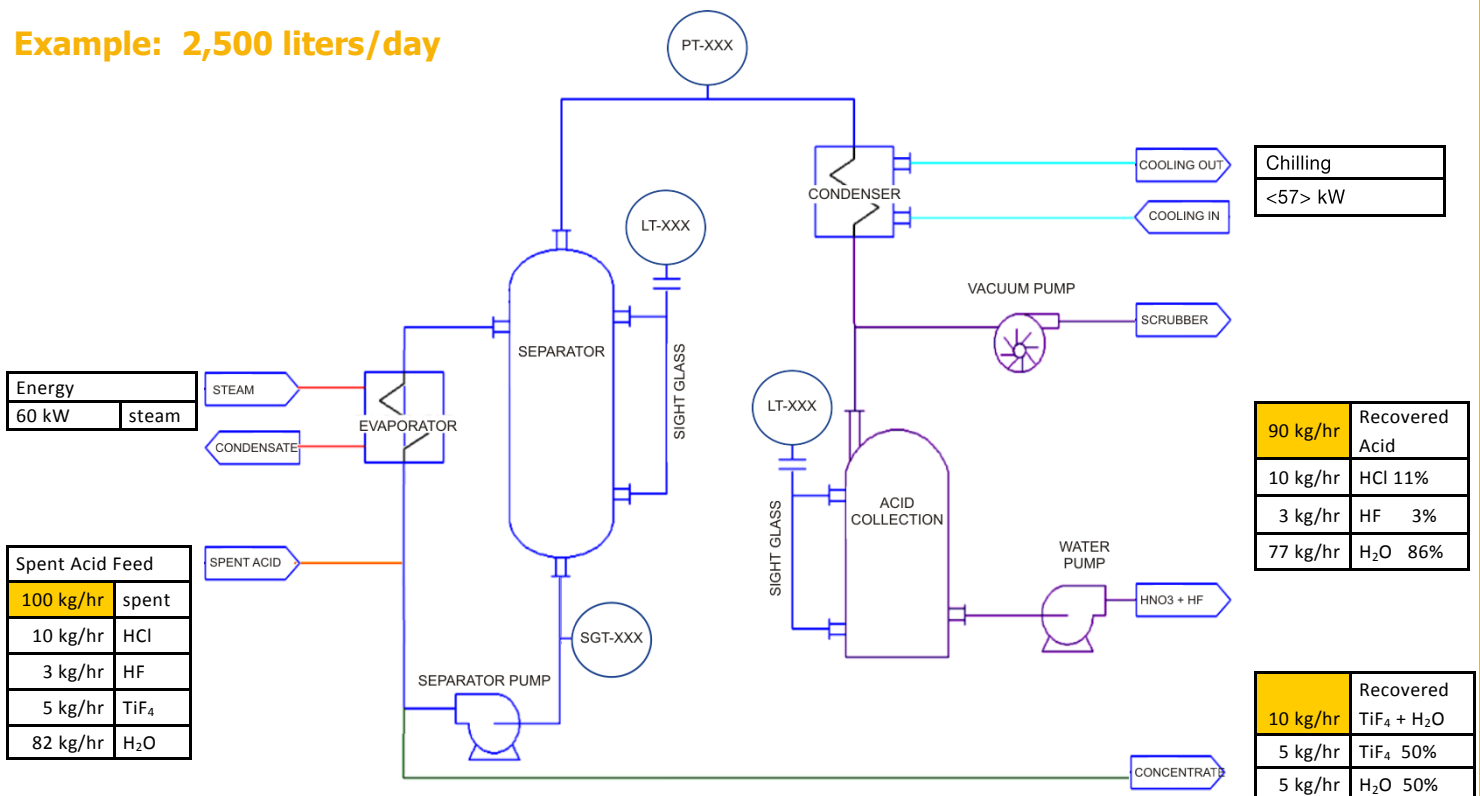 Example: 2,500 liters/day
PT-XXX
COOLING OUT
CONDENSER
COOLING IN
Chilling
<57> kW
LT-XXX
SIGHT GLASS
SEPARATOR
VACUUM PUMP
SCRUBBER
Energy
60 kW steam
STEAM
EVAPORATOR
CONDENSATE
LT-XXX
SIGHT GLASS
ACID
COLLECTION
WATER
PUMP
HNO3 + HF
90 kg/hr Recovered
Acid
10 kg/hr HCl 11%
3 kg/hr HF 3%
77 kg/hr H₂O 86%
Spent Acid Feed
100 kg/hr spent
10 kg/hr HCl
3 kg/hr HF
5 kg/hr TiF₄
82 kg/hr H₂O
SPENT ACID
SGT-XXX
SEPARATOR PUMP
CONCENTRATE
Recovered
10 kg/hr TiF₄ + H₂O
5 kg/hr TiF₄ 50%
5 kg/hr H₂O 50%